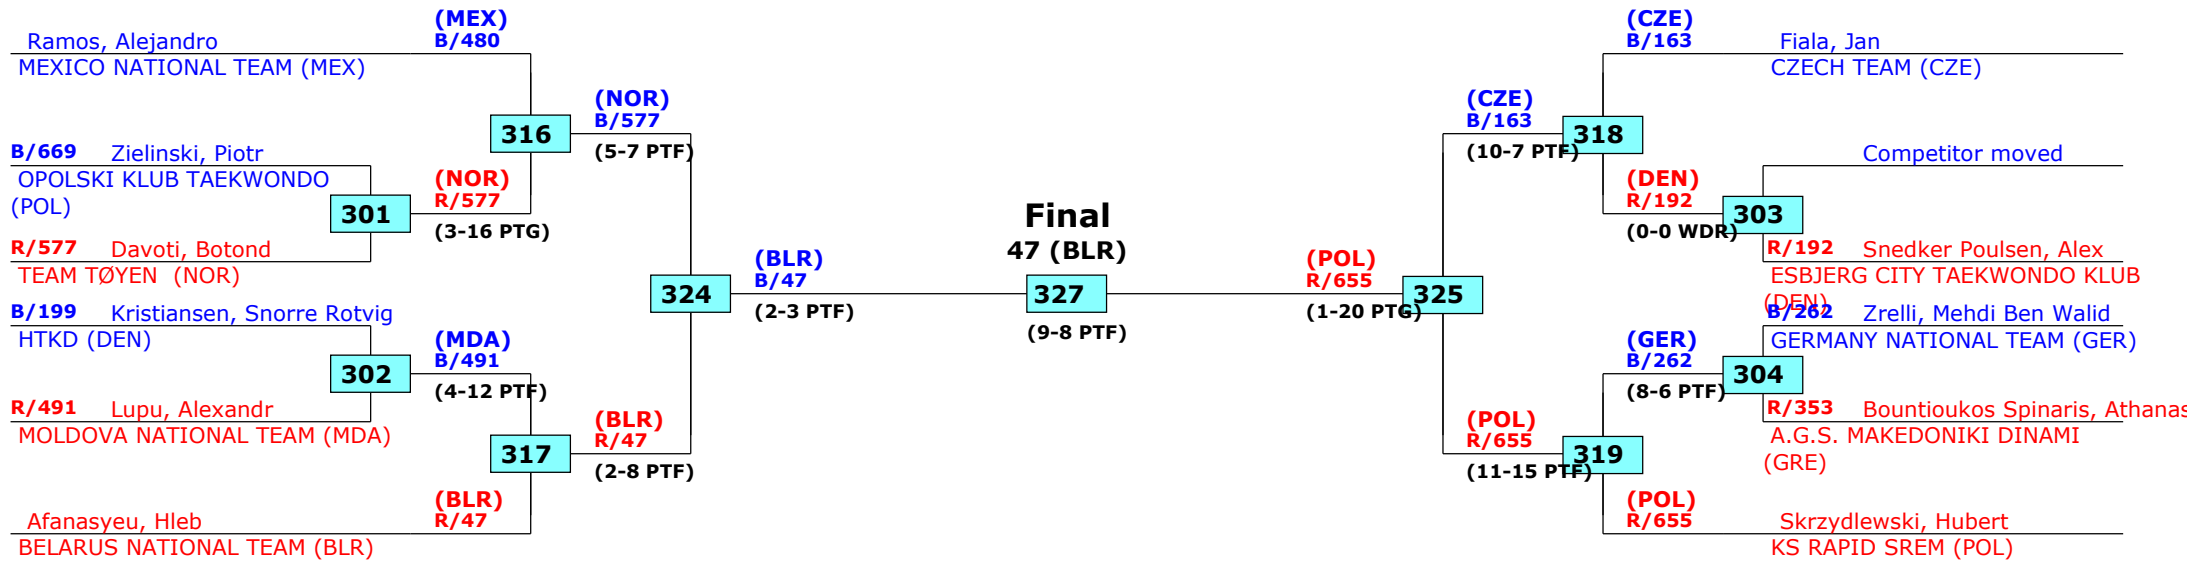 (MEX)
B/480
Ramos, Alejandro
MEXICO NATIONAL TEAM (MEX)
316
(NOR)
B/577
(5-7 PTF)
B/669 Zielinski, Piotr
OPOLSKI KLUB TAEKWONDO
(POL)
301
(NOR)
R/577
(3-16 PTG)
R/577 Davoti, Botond
TEAM TØYEN (NOR)
324
(BLR)
B/47
(2-3 PTF)
B/199 Kristiansen, Snorre Rotvig
HTKD (DEN)
302
(MDA)
B/491
(4-12 PTF)
R/491 Lupu, Alexandr
MOLDOVA NATIONAL TEAM (MDA)
317
(BLR)
R/47
(2-8 PTF)
(BLR)
R/47
Afanasyeu, Hleb
BELARUS NATIONAL TEAM (BLR)
Final
47 (BLR)
327
(9-8 PTF)
(POL)
R/655
(1-20 PTG)
325
(CZE)
B/163
(10-7 PTF)
318
(CZE)
B/163
Fiala, Jan
CZECH TEAM (CZE)
Competitor moved
(DEN)
R/192
(0-0 WDR)
303
R/192 Snedker Poulsen, Alex
ESBJERG CITY TAEKWONDO KLUB
(DEN)
B/262 Zrelli, Mehdi Ben Walid
GERMANY NATIONAL TEAM (GER)
(GER)
B/262
(8-6 PTF)
304
R/353 Bountioukos Spinaris, Athanas
A.G.S. MAKEDONIKI DINAMI
(GRE)
(POL)
R/655
(11-15 PTF)
319
(POL)
R/655
Skrzydlewski, Hubert
KS RAPID SREM (POL)